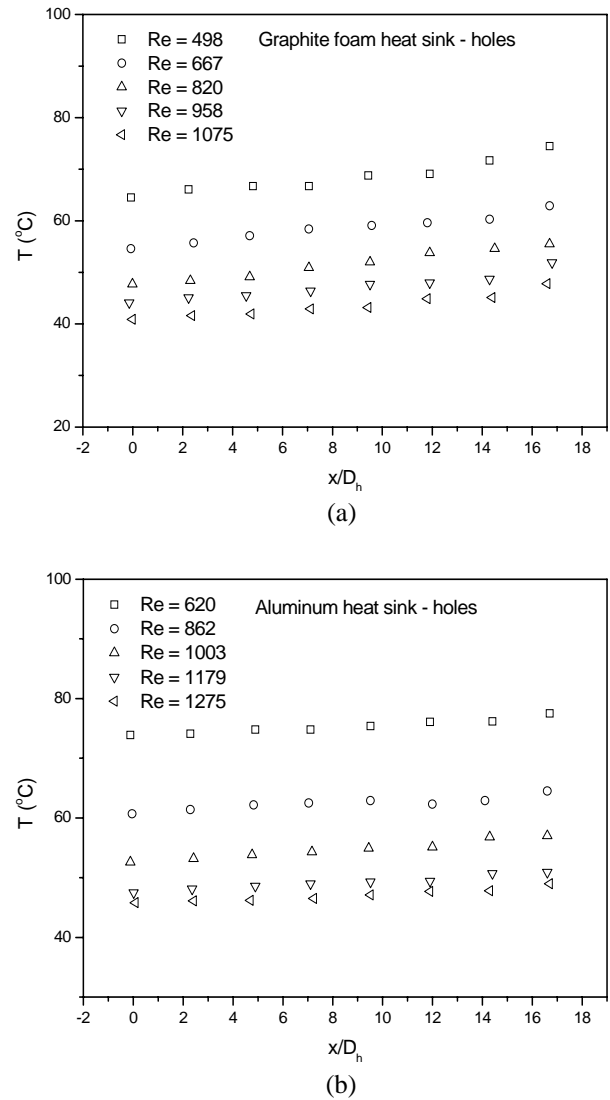 100
80
60
40
20
T (°C)
Re = 498
Re = 667
Re = 820
Re = 958
Re = 1075
Graphite foam heat sink - holes
-2 0 2 4 6 8 10 12 14 16 18
x/Dh
(a)
100
80
60
40
T (°C)
Re = 620
Re = 862
Re = 1003
Re = 1179
Re = 1275
Aluminum heat sink - holes
-2 0 2 4 6 8 10 12 14 16 18
x/Dh
(b)